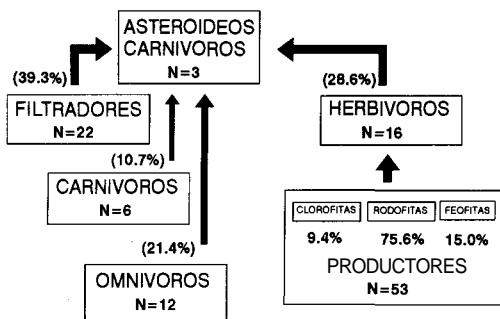 ASTEROIDEOS
CARNIVOROS
N=3
(39.3%)
(28.6%)
FILTRADORES
N=22
HERBIVOROS
N=16
(10.7%)
CARNIVOROS
N=6
CLOROFITAS RODOFITAS FEOFITAS
9.4% 75.6% 15.0%
PRODUCTORES
N=53
(21.4%)
OMNIVOROS
N=12